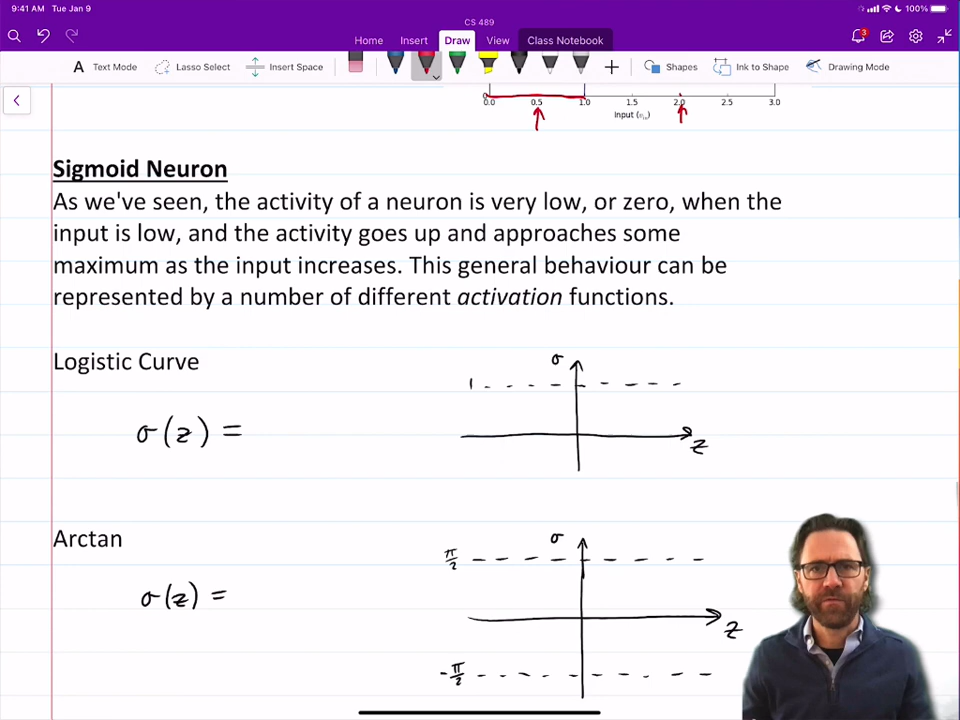 9:41 AM Tue Jan 9
100%
CS 489
Home Insert Draw View Class Notebook
3
Text Mode Lasso Select Insert Space Shapes Ink to Shape Drawing Mode
0.0 0.5 1.0 1.5 2.0 2.5 3.0
Sigmoid Neuron
As we've seen, the activity of a neuron is very low, or zero, when the
input is low, and the activity goes up and approaches some
maximum as the input increases. This general behaviour can be
represented by a number of different activation functions.
Logistic Curve
σ
1
σ(z) =
z
Arctan
σ
π/2
σ(z) =
z
-π/2